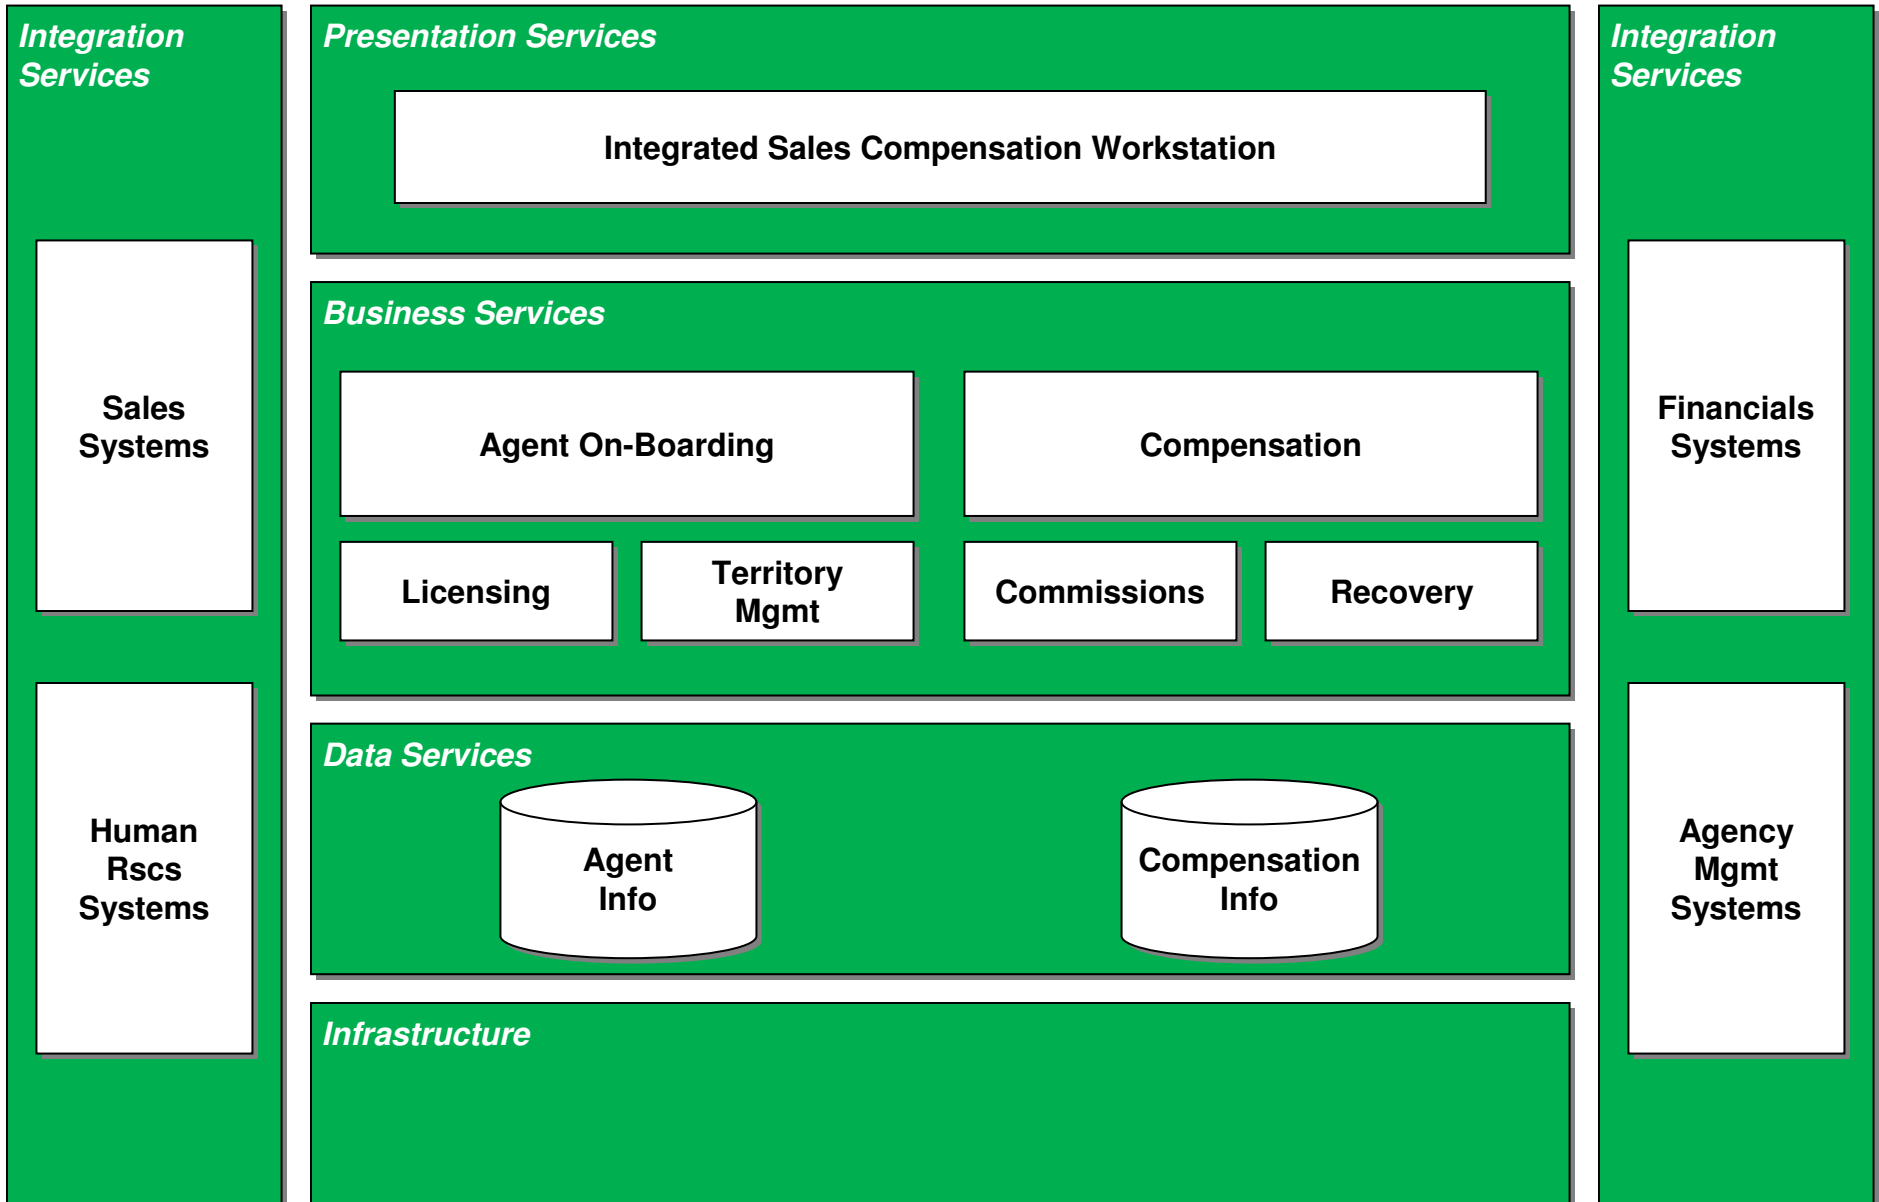 Integration
Services
Sales
Systems
Human
Rscs
Systems
Presentation Services
Integrated Sales Compensation Workstation
Business Services
Agent On-Boarding
Compensation
Licensing
Territory
Mgmt
Commissions
Recovery
Data Services
Agent
Info
Compensation
Info
Infrastructure
Integration
Services
Financials
Systems
Agency
Mgmt
Systems